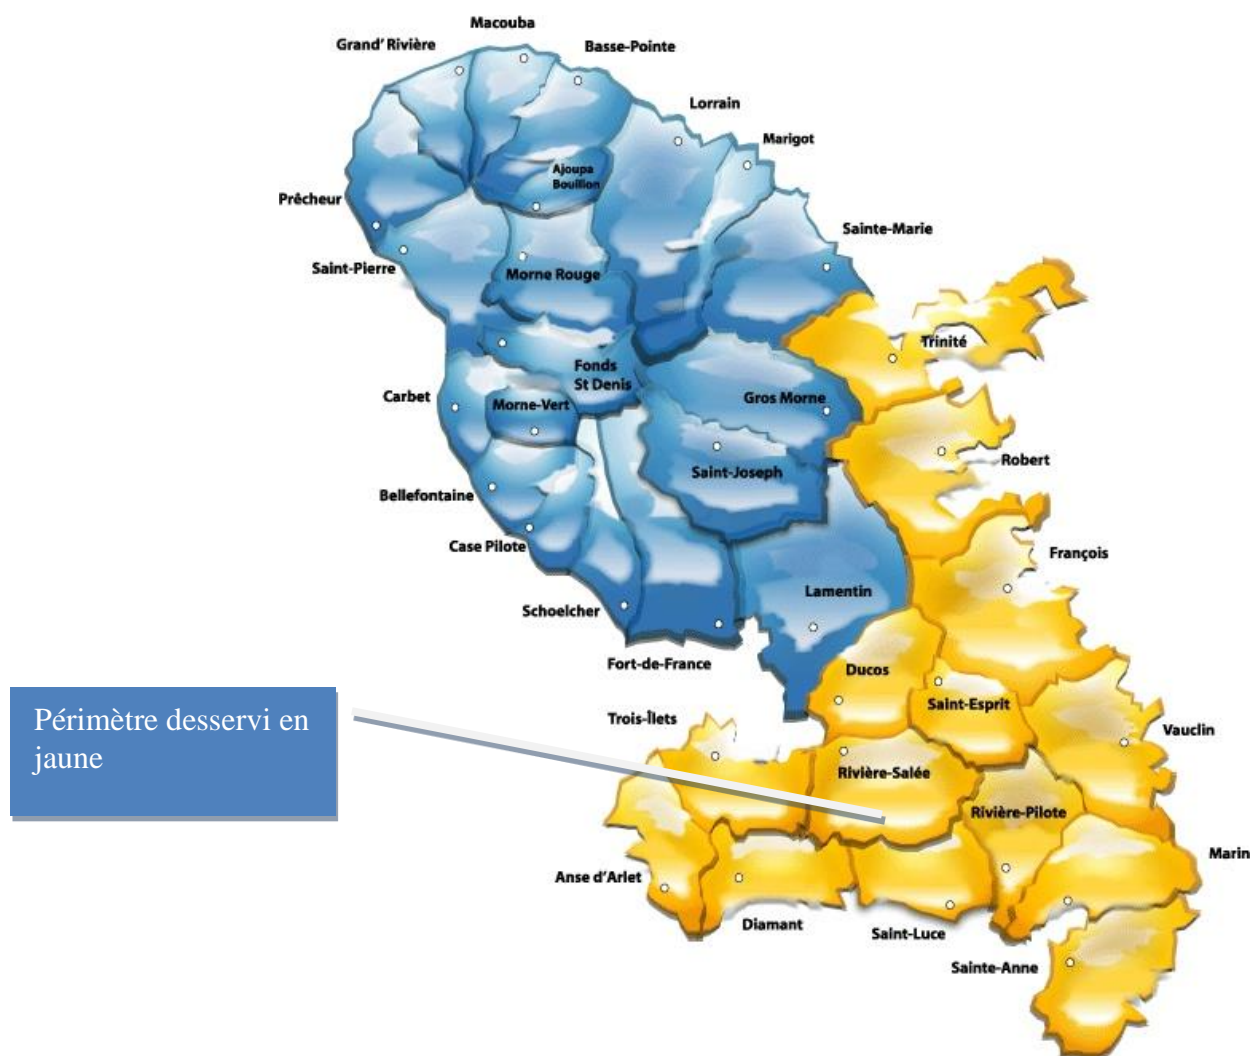 Macouba
Grand' Rivière
Basse-Pointe
Lorrain
Marigot
Ajoupa
Bouillon
Prêcheur
Sainte-Marie
Saint-Pierre
Morne Rouge
Trinité
Fonds
St Denis
Carbet
Morne-Vert
Gros Morne
Robert
Saint-Joseph
Bellefontaine
Case Pilote
François
Lamentin
Schoelcher
Fort-de-France
Ducos
Saint-Esprit
Trois-Îlets
Vauclin
Périmètre desservi en
jaune
Rivière-Salée
Rivière-Pilote
Marin
Anse d'Arlet
Diamant
Saint-Luce
Sainte-Anne